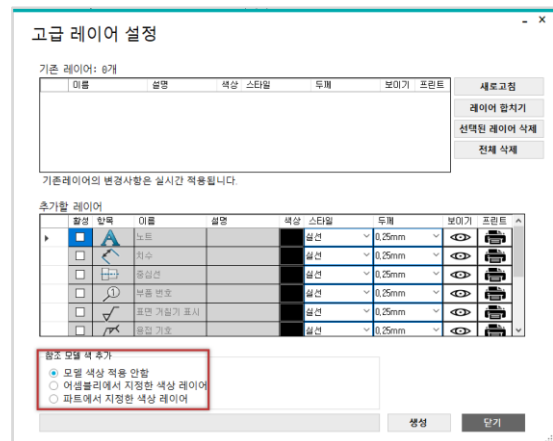 고급 레이어 설정
기존 레이어: 0개
이름 설명 색상 스타일 두께 보이기 프린트
새로고침
레이어 합치기
선택된 레이어 삭제
전체 삭제
기존레이어의 변경사항은 실시간 적용됩니다.
추가할 레이어
활성 항목 이름 설명 색상 스타일 두께 보이기 프린트
노트 실선 0,25mm
치수 실선 0,25mm
중심선 실선 0,25mm
1 부품 번호 실선 0,25mm
표면 거칠기 표시 실선 0,25mm
용접 기호 실선 0,25mm
참조 모델 색 추가
모델 색상 적용 안함
어셈블리에서 지정한 색상 레이어
파트에서 지정한 색상 레이어
생성 닫기